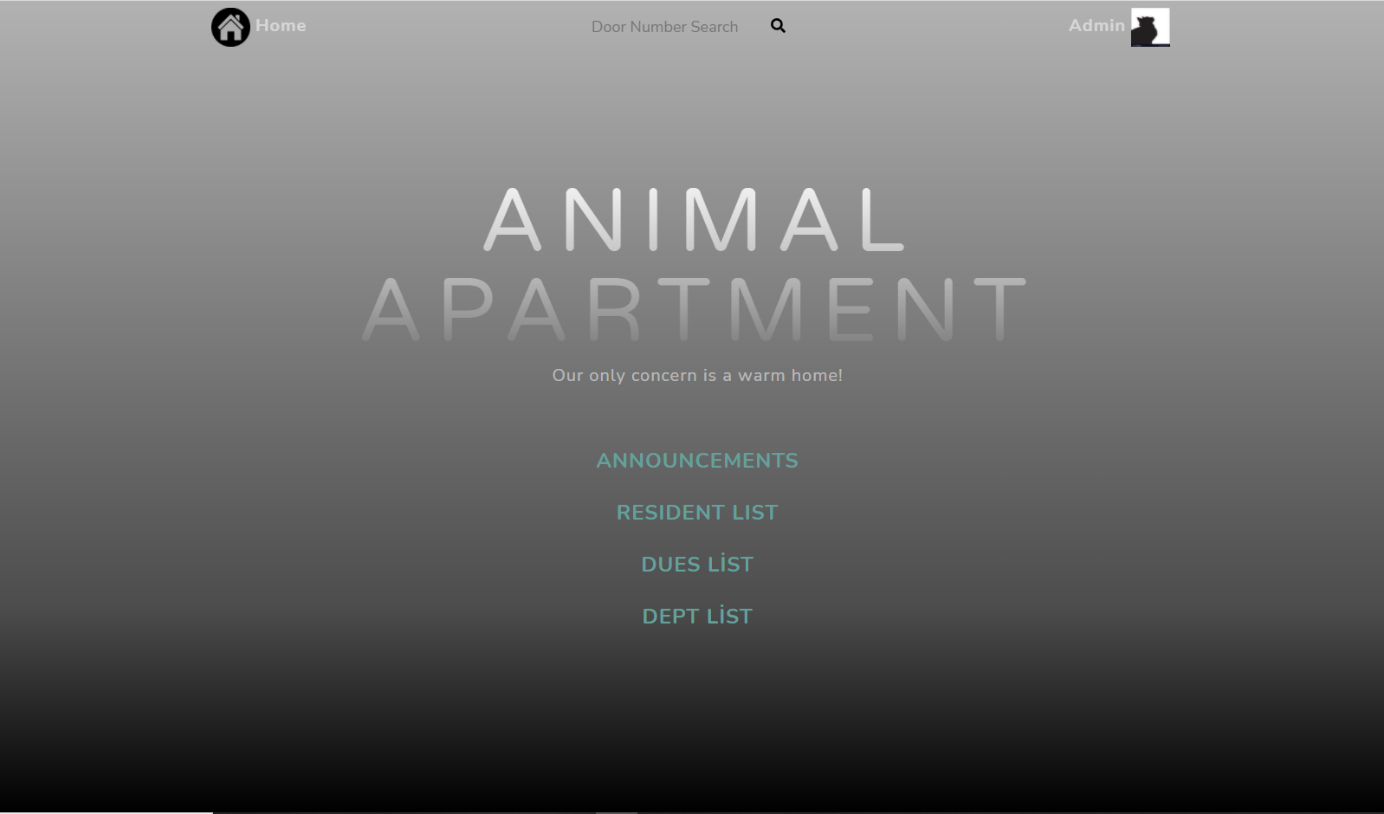 Home
Door Number Search
Admin
ANIMAL
APARTMENT
Our only concern is a warm home!
ANNOUNCEMENTS
RESIDENT LIST
DUES LİST
DEPT LİST